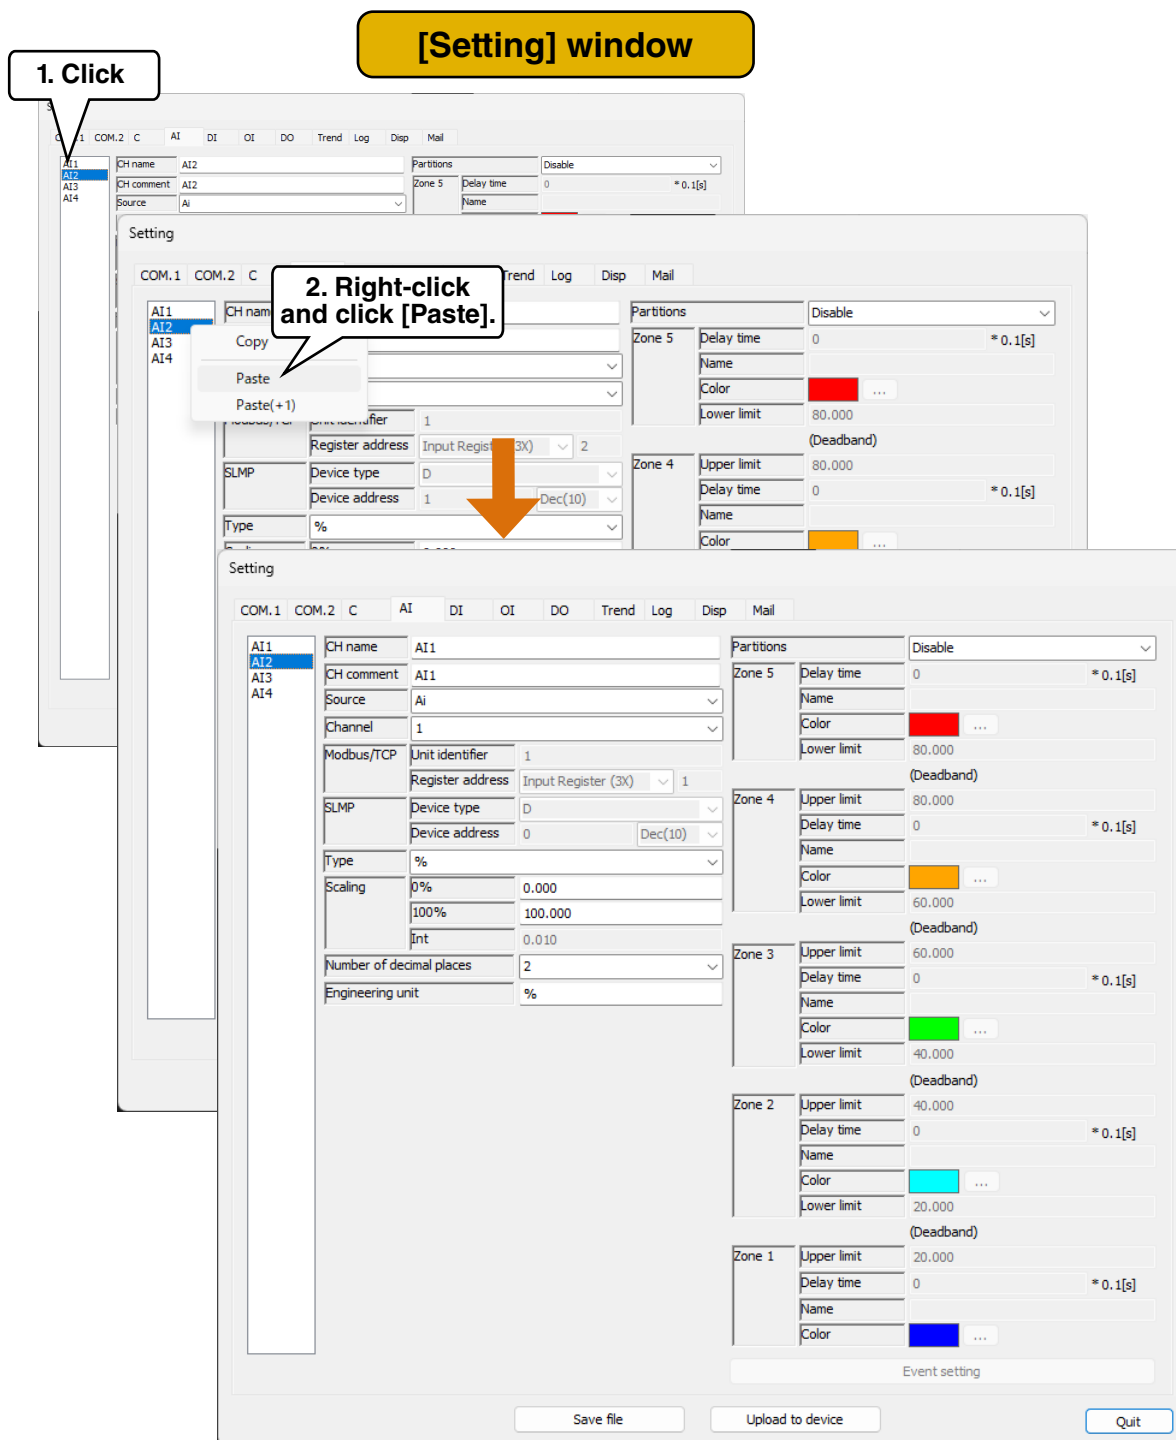 [Setting] window
1. Click
COM.2 C AI DI OI DO Trend Log Disp Mail
AI1 CH name AI2 Partitions Disable
AI2 CH comment AI2 Zone 5 Delay time 0 * 0.1[s]
AI3 Source Ai Name
AI4
Setting
COM.1 COM.2 C Trend Log Disp Mail
2. Right-click
and click [Paste].
AI1 CH name Partitions Disable
AI2 Zone 5 Delay time 0 * 0.1[s]
AI3 Copy Name
AI4
Paste Color ...
Paste(+1) Lower limit 80.000
Modbus/TCP Unit identifier 1
(Deadband)
Register address Input Register (3X) 2
SLMP Device type D Zone 4 Upper limit 80.000
Device address 1 Dec(10) Delay time 0 * 0.1[s]
Name
Type % Color ...
Setting
COM.1 COM.2 C AI DI OI DO Trend Log Disp Mail
AI1 CH name AI1 Partitions Disable
AI2
AI3 CH comment AI1 Zone 5 Delay time 0 * 0.1[s]
AI4 Source Ai Name
Channel 1 Color ...
Modbus/TCP Unit identifier 1 Lower limit 80.000
Register address Input Register (3X) 1 (Deadband)
SLMP Device type D Zone 4 Upper limit 80.000
Device address 0 Dec(10) Delay time 0 * 0.1[s]
Name
Type % Color ...
Scaling 0% 0.000 Lower limit 60.000
100% 100.000 (Deadband)
Int 0.010 Zone 3 Upper limit 60.000
Number of decimal places 2 Delay time 0 * 0.1[s]
Engineering unit % Name
Color ...
Lower limit 40.000
(Deadband)
Zone 2 Upper limit 40.000
Delay time 0 * 0.1[s]
Name
Color ...
Lower limit 20.000
(Deadband)
Zone 1 Upper limit 20.000
Delay time 0 * 0.1[s]
Name
Color ...
Event setting
Save file Upload to device Quit